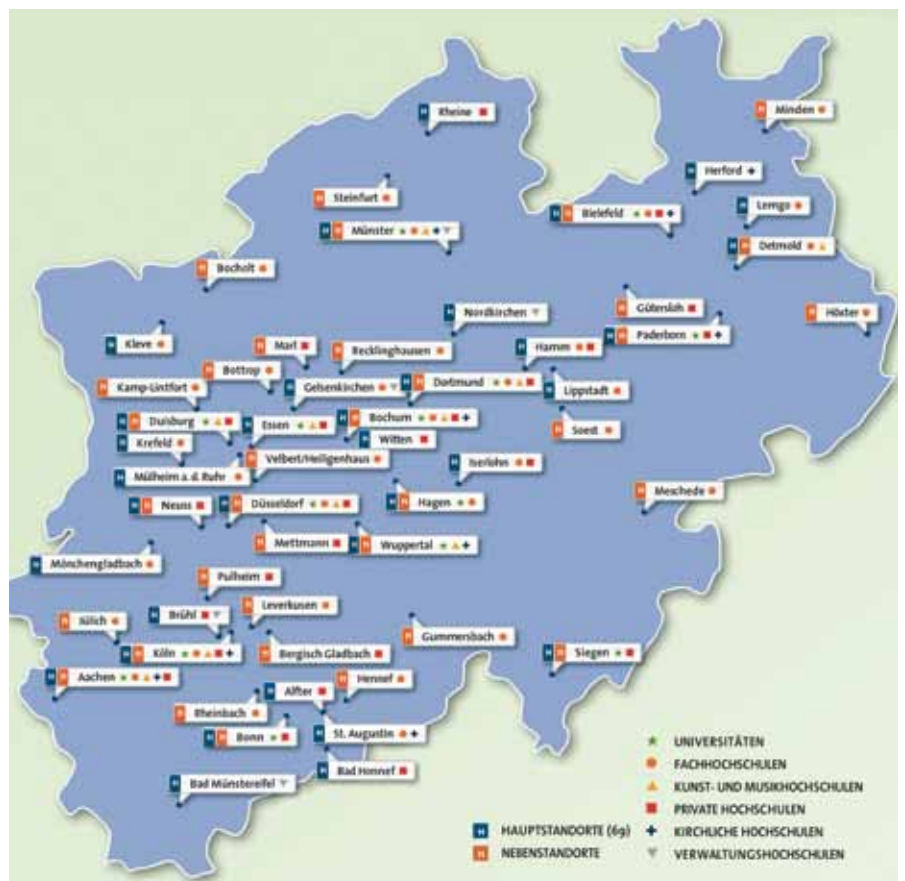 H Rheine
H Minden
H Herford
H Steinfurt
H H Bielefeld
H Lemgo
H H Münster
H H Detmold
H Bocholt
H Gütersloh
H Nordkirchen
H Höxter
H Kleve
H H Paderborn
H Marl
H Recklinghausen
H Hamm
H Bottrop
H Kamp-Lintfort
H Gelsenkirchen
H H Dortmund
H Lippstadt
H H Duisburg
H Essen
H H Bochum
H Soest
H Krefeld
H Witten
H Velbert/Heiligenhaus
H Iserlohn
H Mülheim a. d. Ruhr
H Meschede
H H Neuss
H H Düsseldorf
H H Hagen
H Mettmann
H H Wuppertal
H Mönchengladbach
H Pulheim
H Leverkusen
H Jülich
H Brühl
H Gummersbach
H H Köln
H Bergisch Gladbach
H H Siegen
H H Aachen
H Hennef
H Alfter
H Rheinbach
H H Bonn
H St. Augustin
H Bad Honnef
H Bad Münstereifel
UNIVERSITÄTEN
FACHHOCHSCHULEN
KUNST- UND MUSIKHOCHSCHULEN
PRIVATE HOCHSCHULEN
H HAUPTSTANDORTE (69)
KIRCHLICHE HOCHSCHULEN
H NEBENSTANDORTE
VERWALTUNGSHOCHSCHULEN